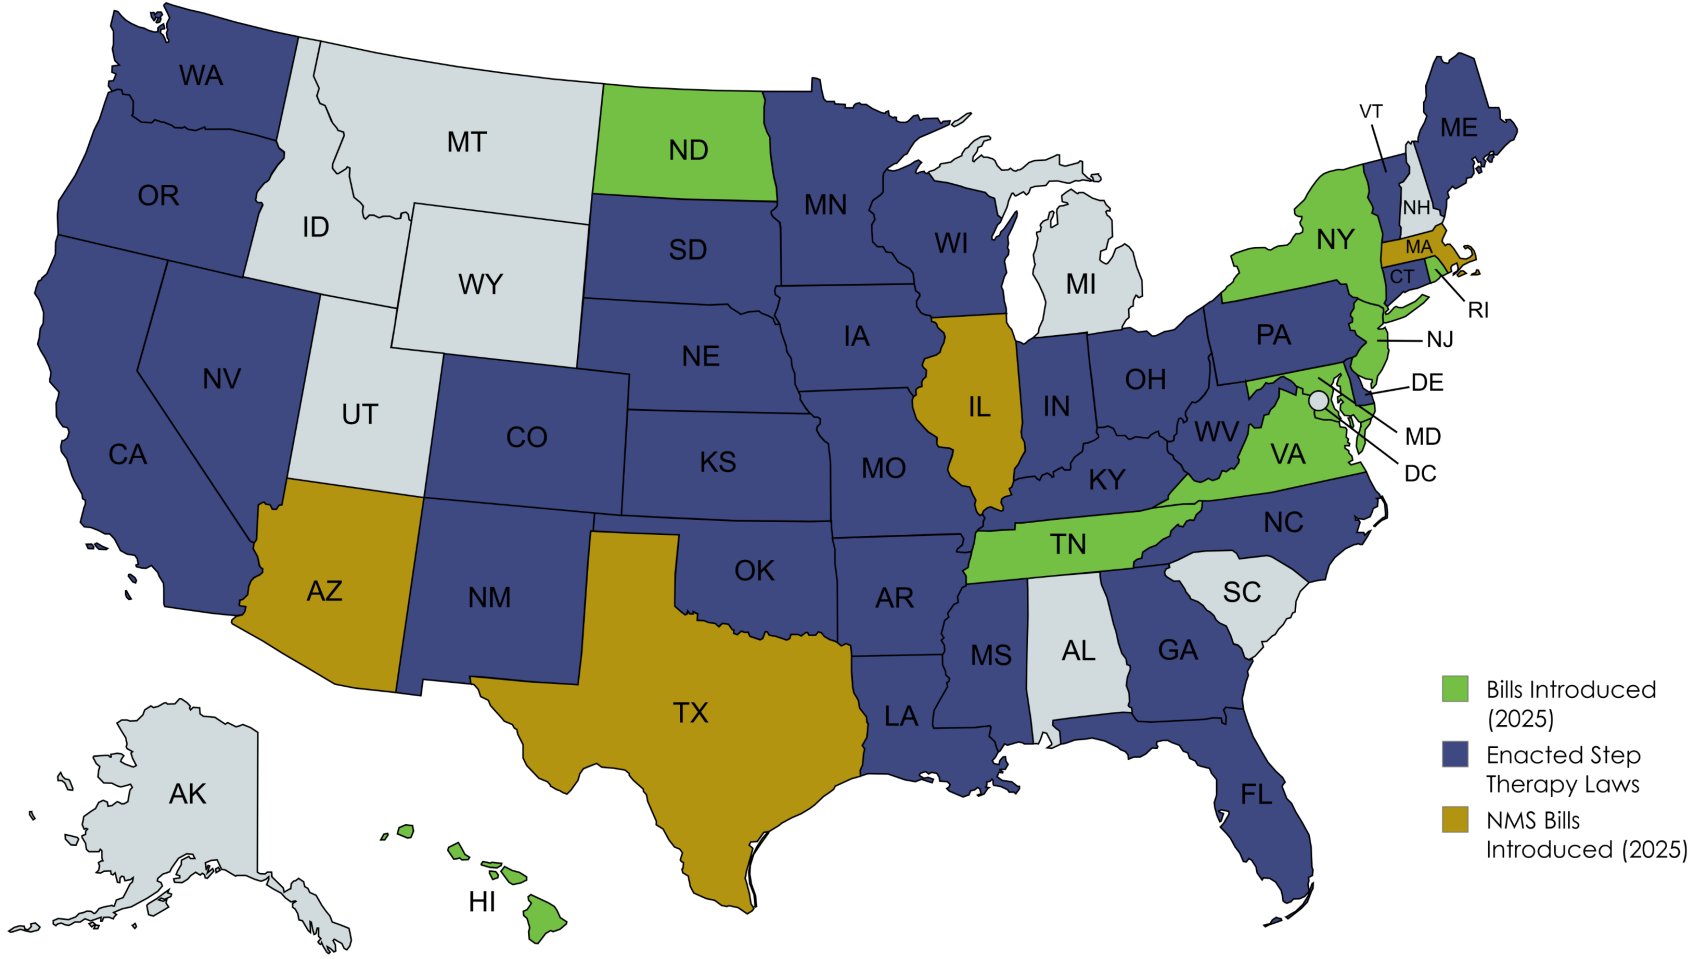 WA
MT
ND
MN
VT
ME
OR
ID
NH
SD
WI
NY
MA
WY
MI
CT
RI
IA
PA
NJ
NE
NV
OH
DE
UT
IL
IN
CO
WV
MD
CA
KS
MO
KY
VA
DC
NC
TN
AZ
NM
OK
AR
SC
MS
AL
GA
TX
LA
AK
FL
HI
Bills Introduced
(2025)
Enacted Step
Therapy Laws
NMS Bills
Introduced (2025)